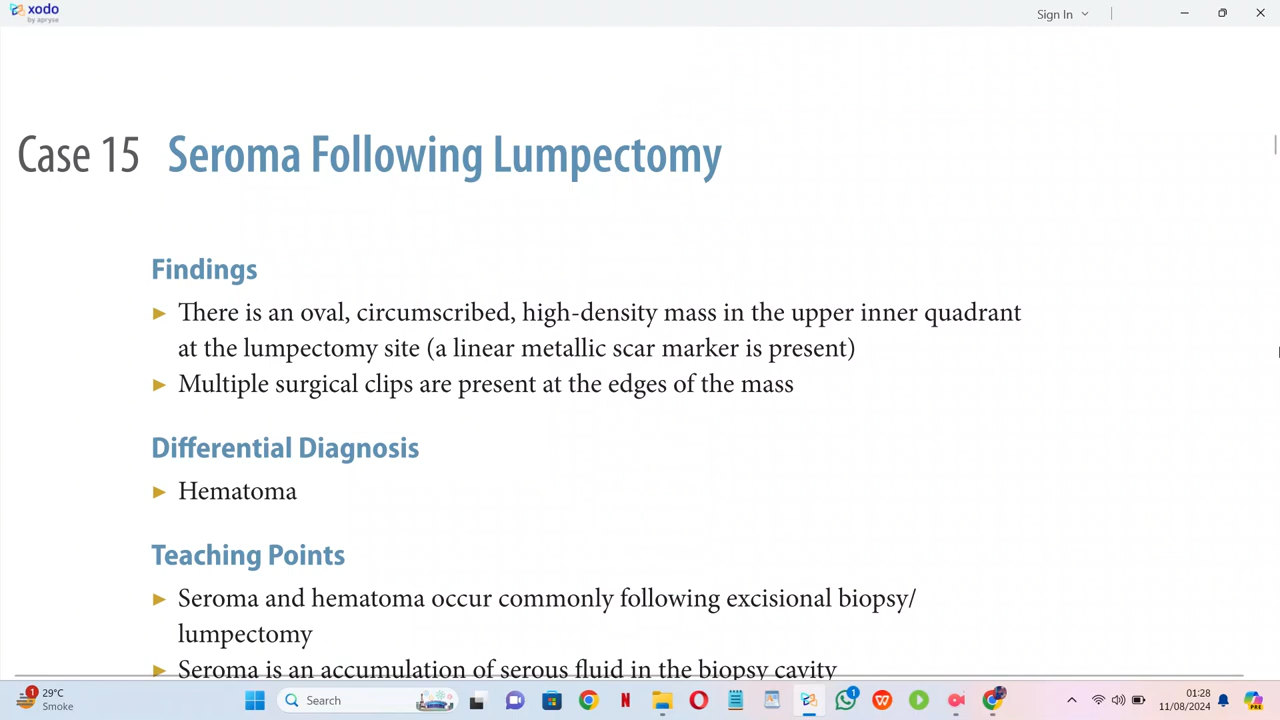 xodo
by apryse
Sign In
Case 15 Seroma Following Lumpectomy
Findings
► There is an oval, circumscribed, high-density mass in the upper inner quadrant
at the lumpectomy site (a linear metallic scar marker is present)
► Multiple surgical clips are present at the edges of the mass
Differential Diagnosis
► Hematoma
Teaching Points
► Seroma and hematoma occur commonly following excisional biopsy/
lumpectomy
► Seroma is an accumulation of serous fluid in the biopsy cavity
1
29°C
Smoke
Search
1
01:28
11/08/2024
PRE